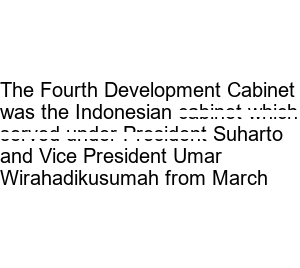 The Fourth Development Cabinet
was the Indonesian cabinet which
served under President Suharto
and Vice President Umar
Wirahadikusumah from March